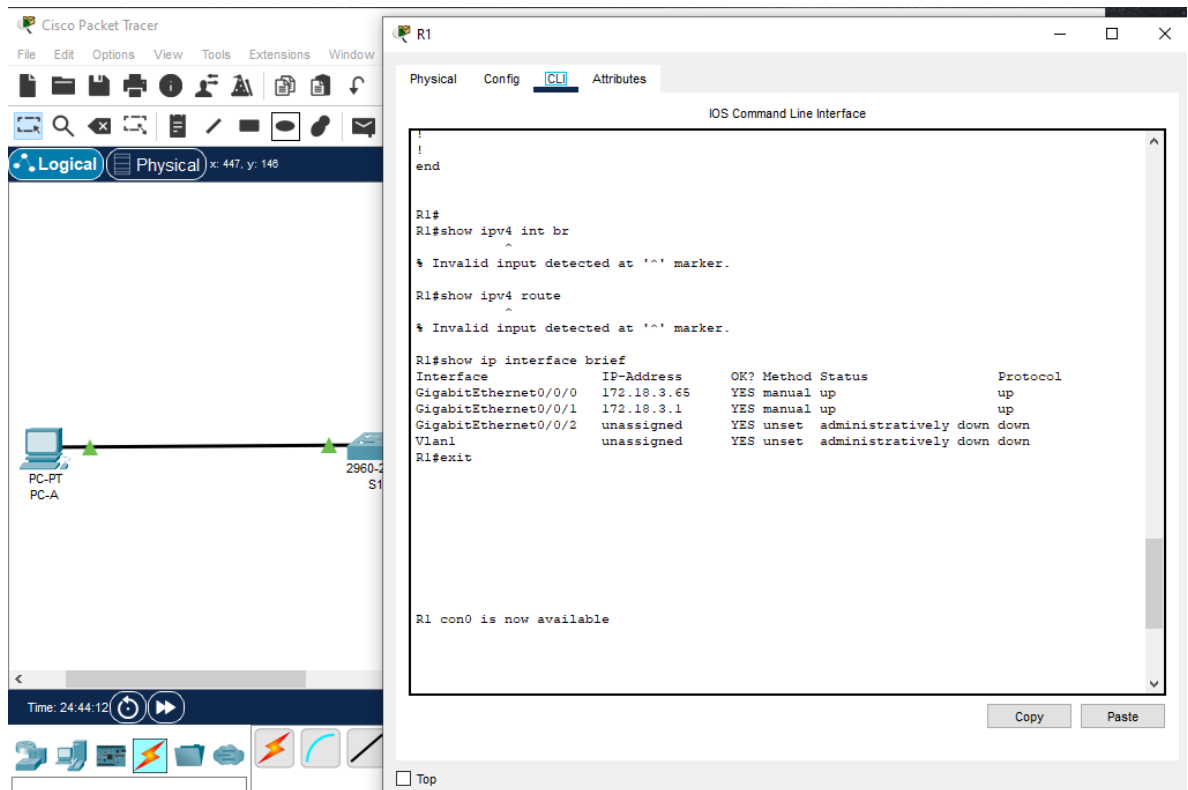 Cisco Packet Tracer
File Edit Options View Tools Extensions Window
Logical Physical x: 447, y: 146
PC-PT
PC-A
2960-2
S1
Time: 24:44:12
R1
Physical Config CLI Attributes
IOS Command Line Interface
!
!
end
R1#
R1#show ipv4 int br
^
% Invalid input detected at '^' marker.
R1#show ipv4 route
^
% Invalid input detected at '^' marker.
R1#show ip interface brief
Interface IP-Address OK? Method Status Protocol
GigabitEthernet0/0/0 172.18.3.65 YES manual up up
GigabitEthernet0/0/1 172.18.3.1 YES manual up up
GigabitEthernet0/0/2 unassigned YES unset administratively down down
Vlan1 unassigned YES unset administratively down down
R1#exit
R1 con0 is now available
Copy Paste
Top